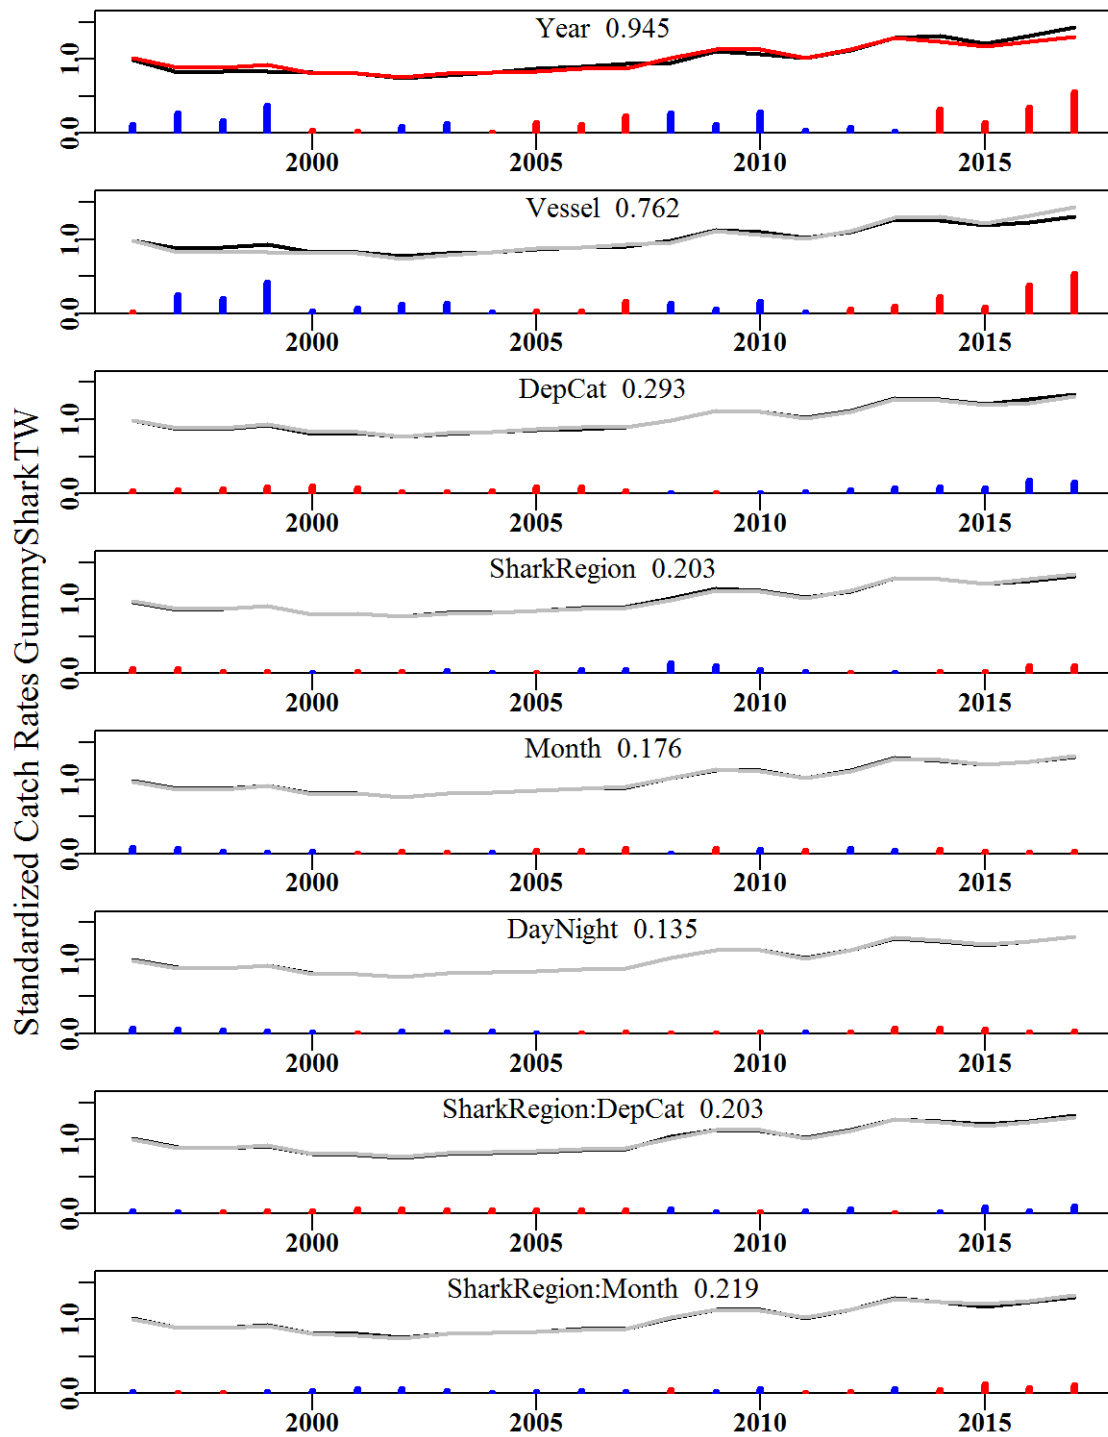 Standardized Catch Rates GummySharkTW
Year 0.945
1.0
0.0
2000 2005 2010 2015
Vessel 0.762
1.0
0.0
2000 2005 2010 2015
DepCat 0.293
1.0
0.0
2000 2005 2010 2015
SharkRegion 0.203
1.0
0.0
2000 2005 2010 2015
Month 0.176
1.0
0.0
2000 2005 2010 2015
DayNight 0.135
1.0
0.0
2000 2005 2010 2015
SharkRegion:DepCat 0.203
1.0
0.0
2000 2005 2010 2015
SharkRegion:Month 0.219
1.0
0.0
2000 2005 2010 2015